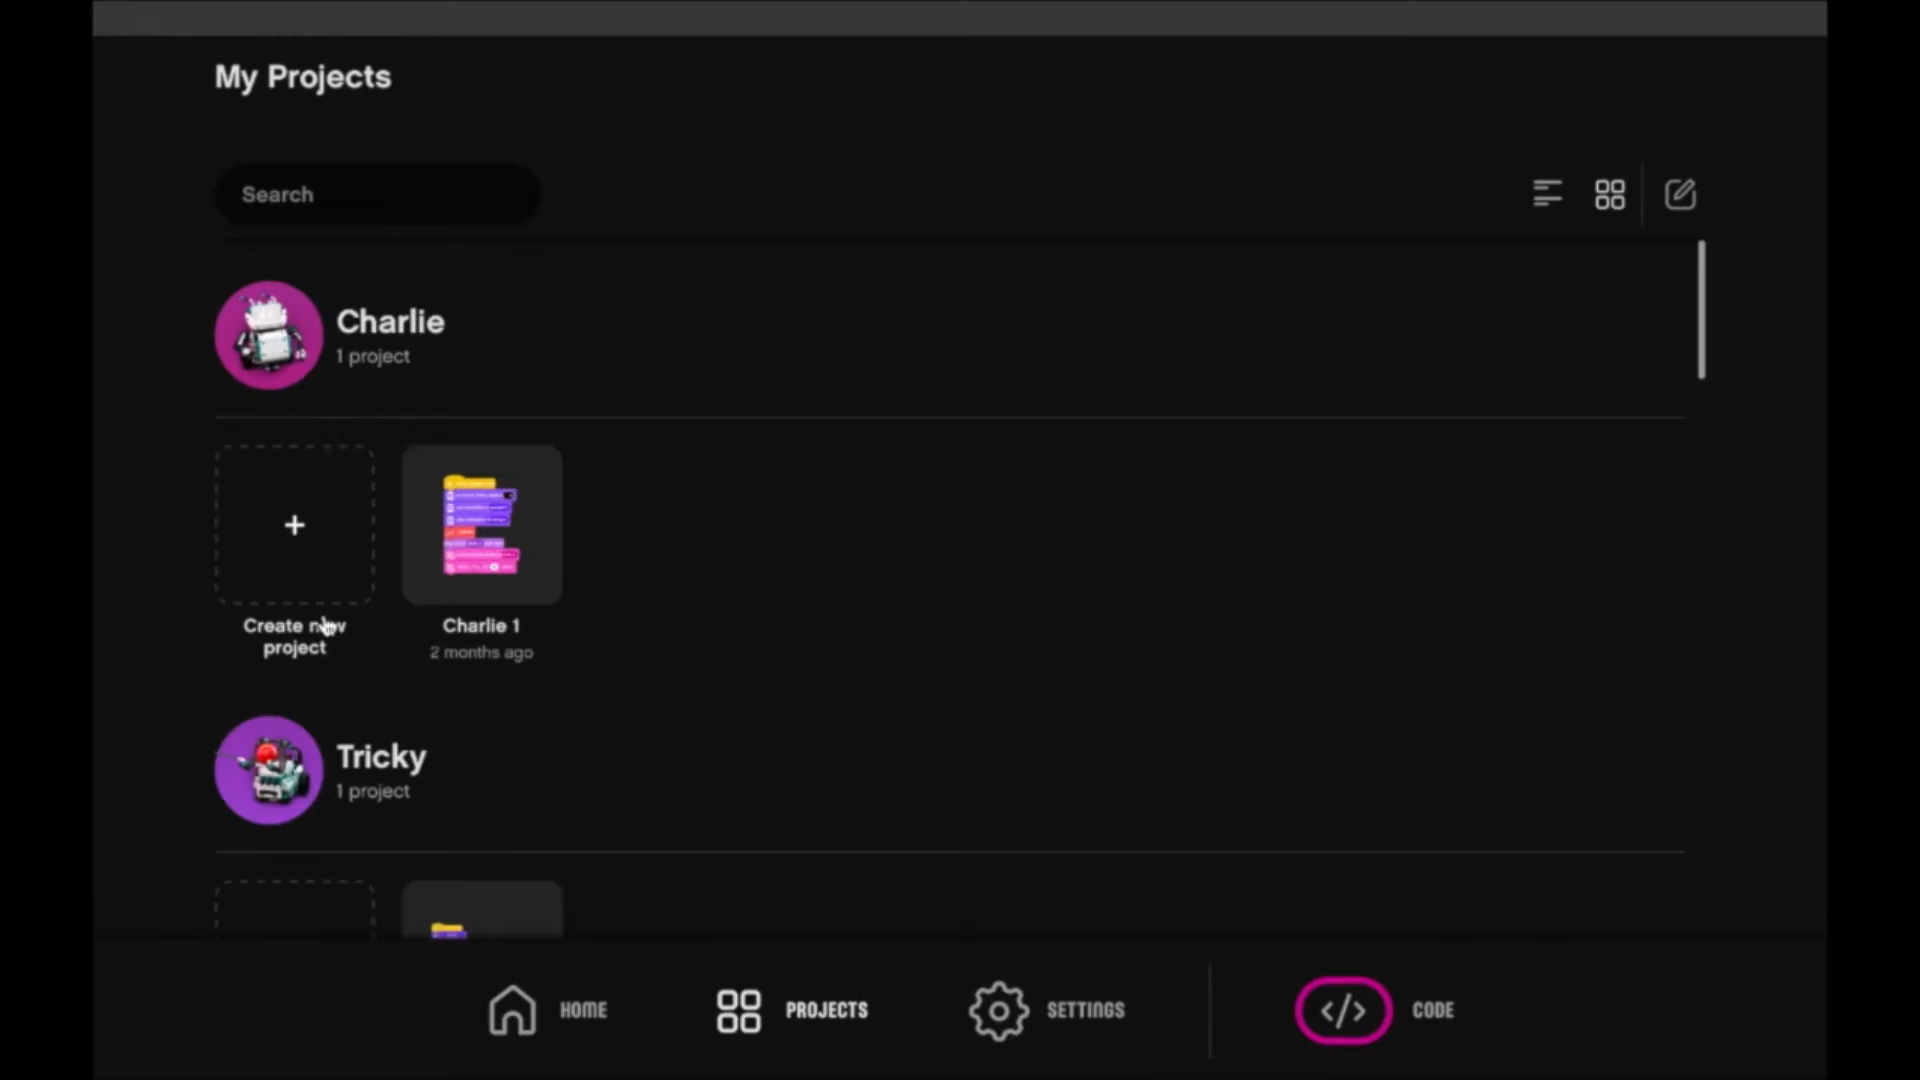 My Projects
Search
Charlie
1 project
Create new
project
Charlie 1
2 months ago
Tricky
1 project
HOME
PROJECTS
SETTINGS
CODE